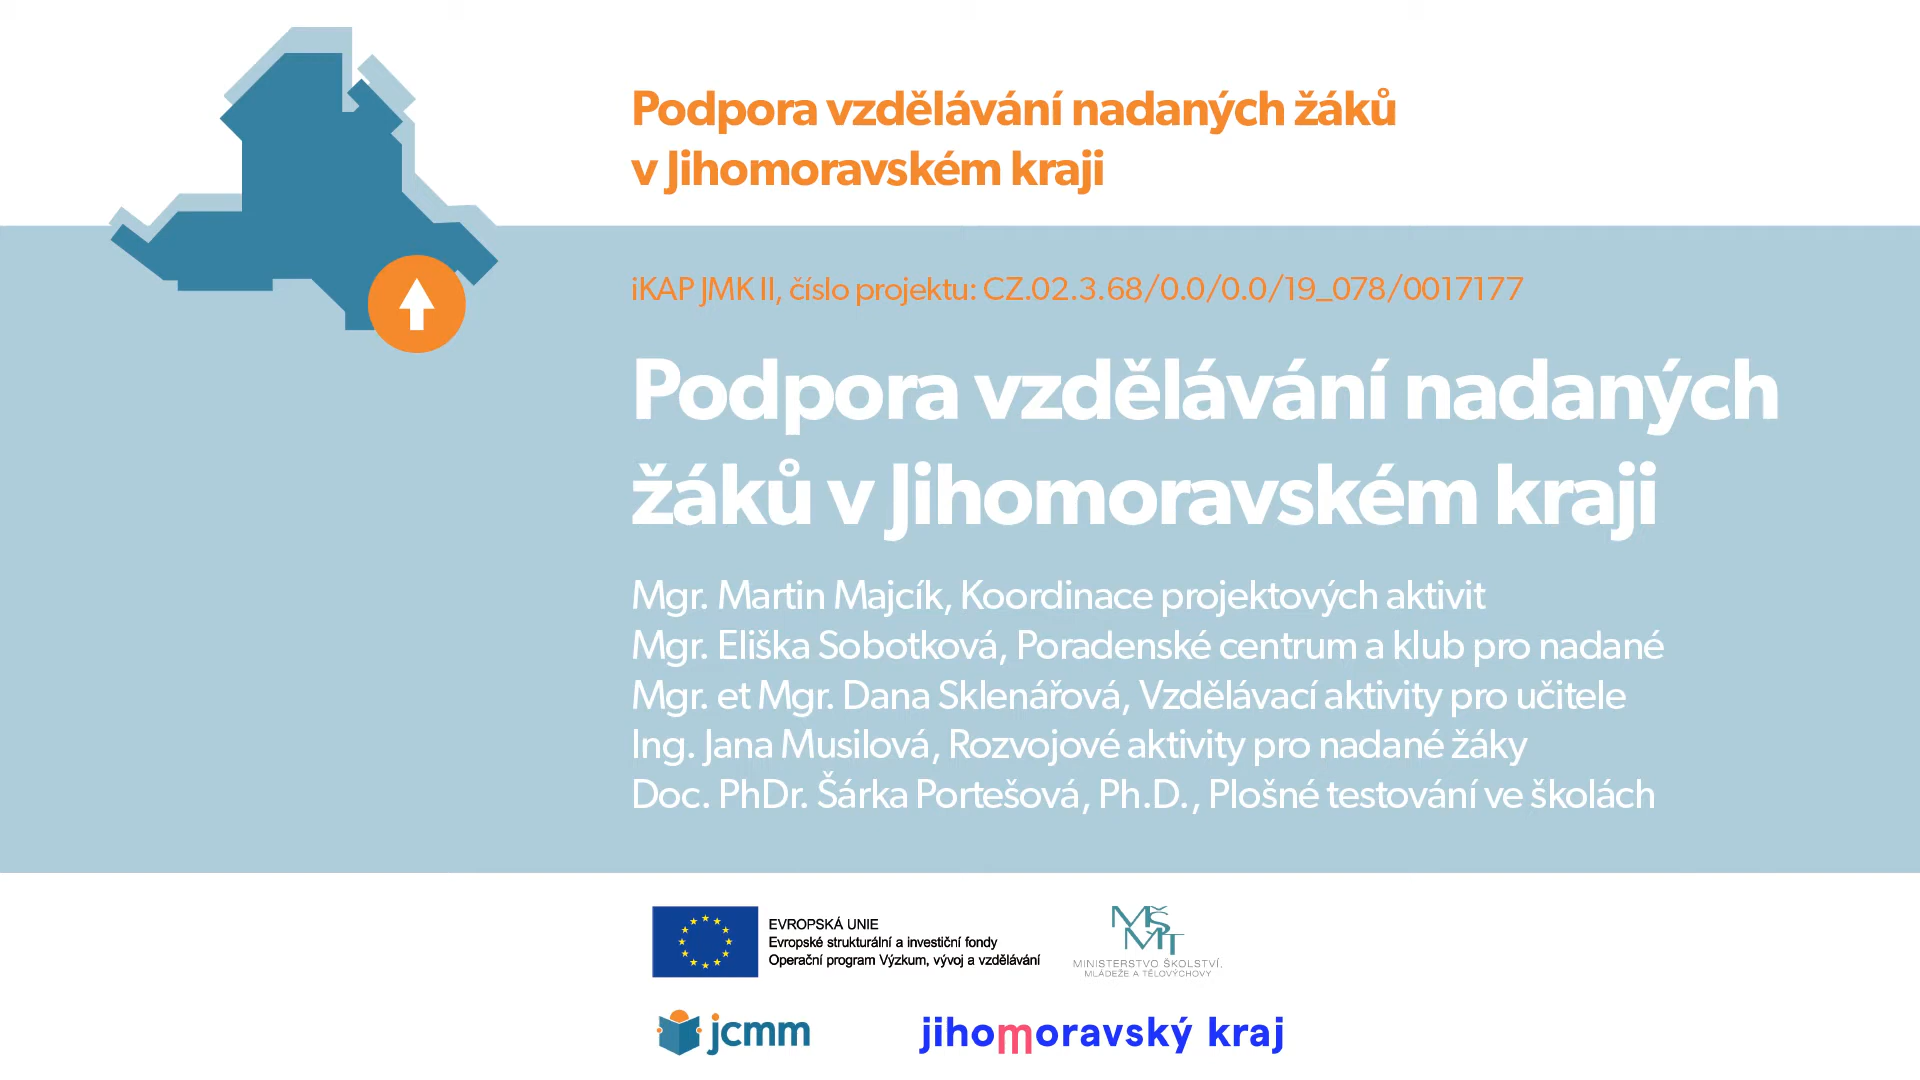 Podpora vzdělávání nadaných žáků
v Jihomoravském kraji
iKAP JMK II, číslo projektu: CZ.02.3.68/0.0/0.0/19_078/0017177
Podpora vzdělávání nadaných
žáků v Jihomoravském kraji
Mgr. Martin Majcík, Koordinace projektových aktivit
Mgr. Eliška Sobotková, Poradenské centrum a klub pro nadané
Mgr. et Mgr. Dana Sklenářová, Vzdělávací aktivity pro učitele
Ing. Jana Musilová, Rozvojové aktivity pro nadané žáky
Doc. PhDr. Šárka Portešová, Ph.D., Plošné testování ve školách
EVROPSKÁ UNIE
Evropské strukturální a investiční fondy
Operační program Výzkum, vývoj a vzdělávání
MŠMT
MINISTERSTVO ŠKOLSTVÍ,
MLÁDEŽE A TĚLOVÝCHOVY
jcmm
jihomoravský kraj